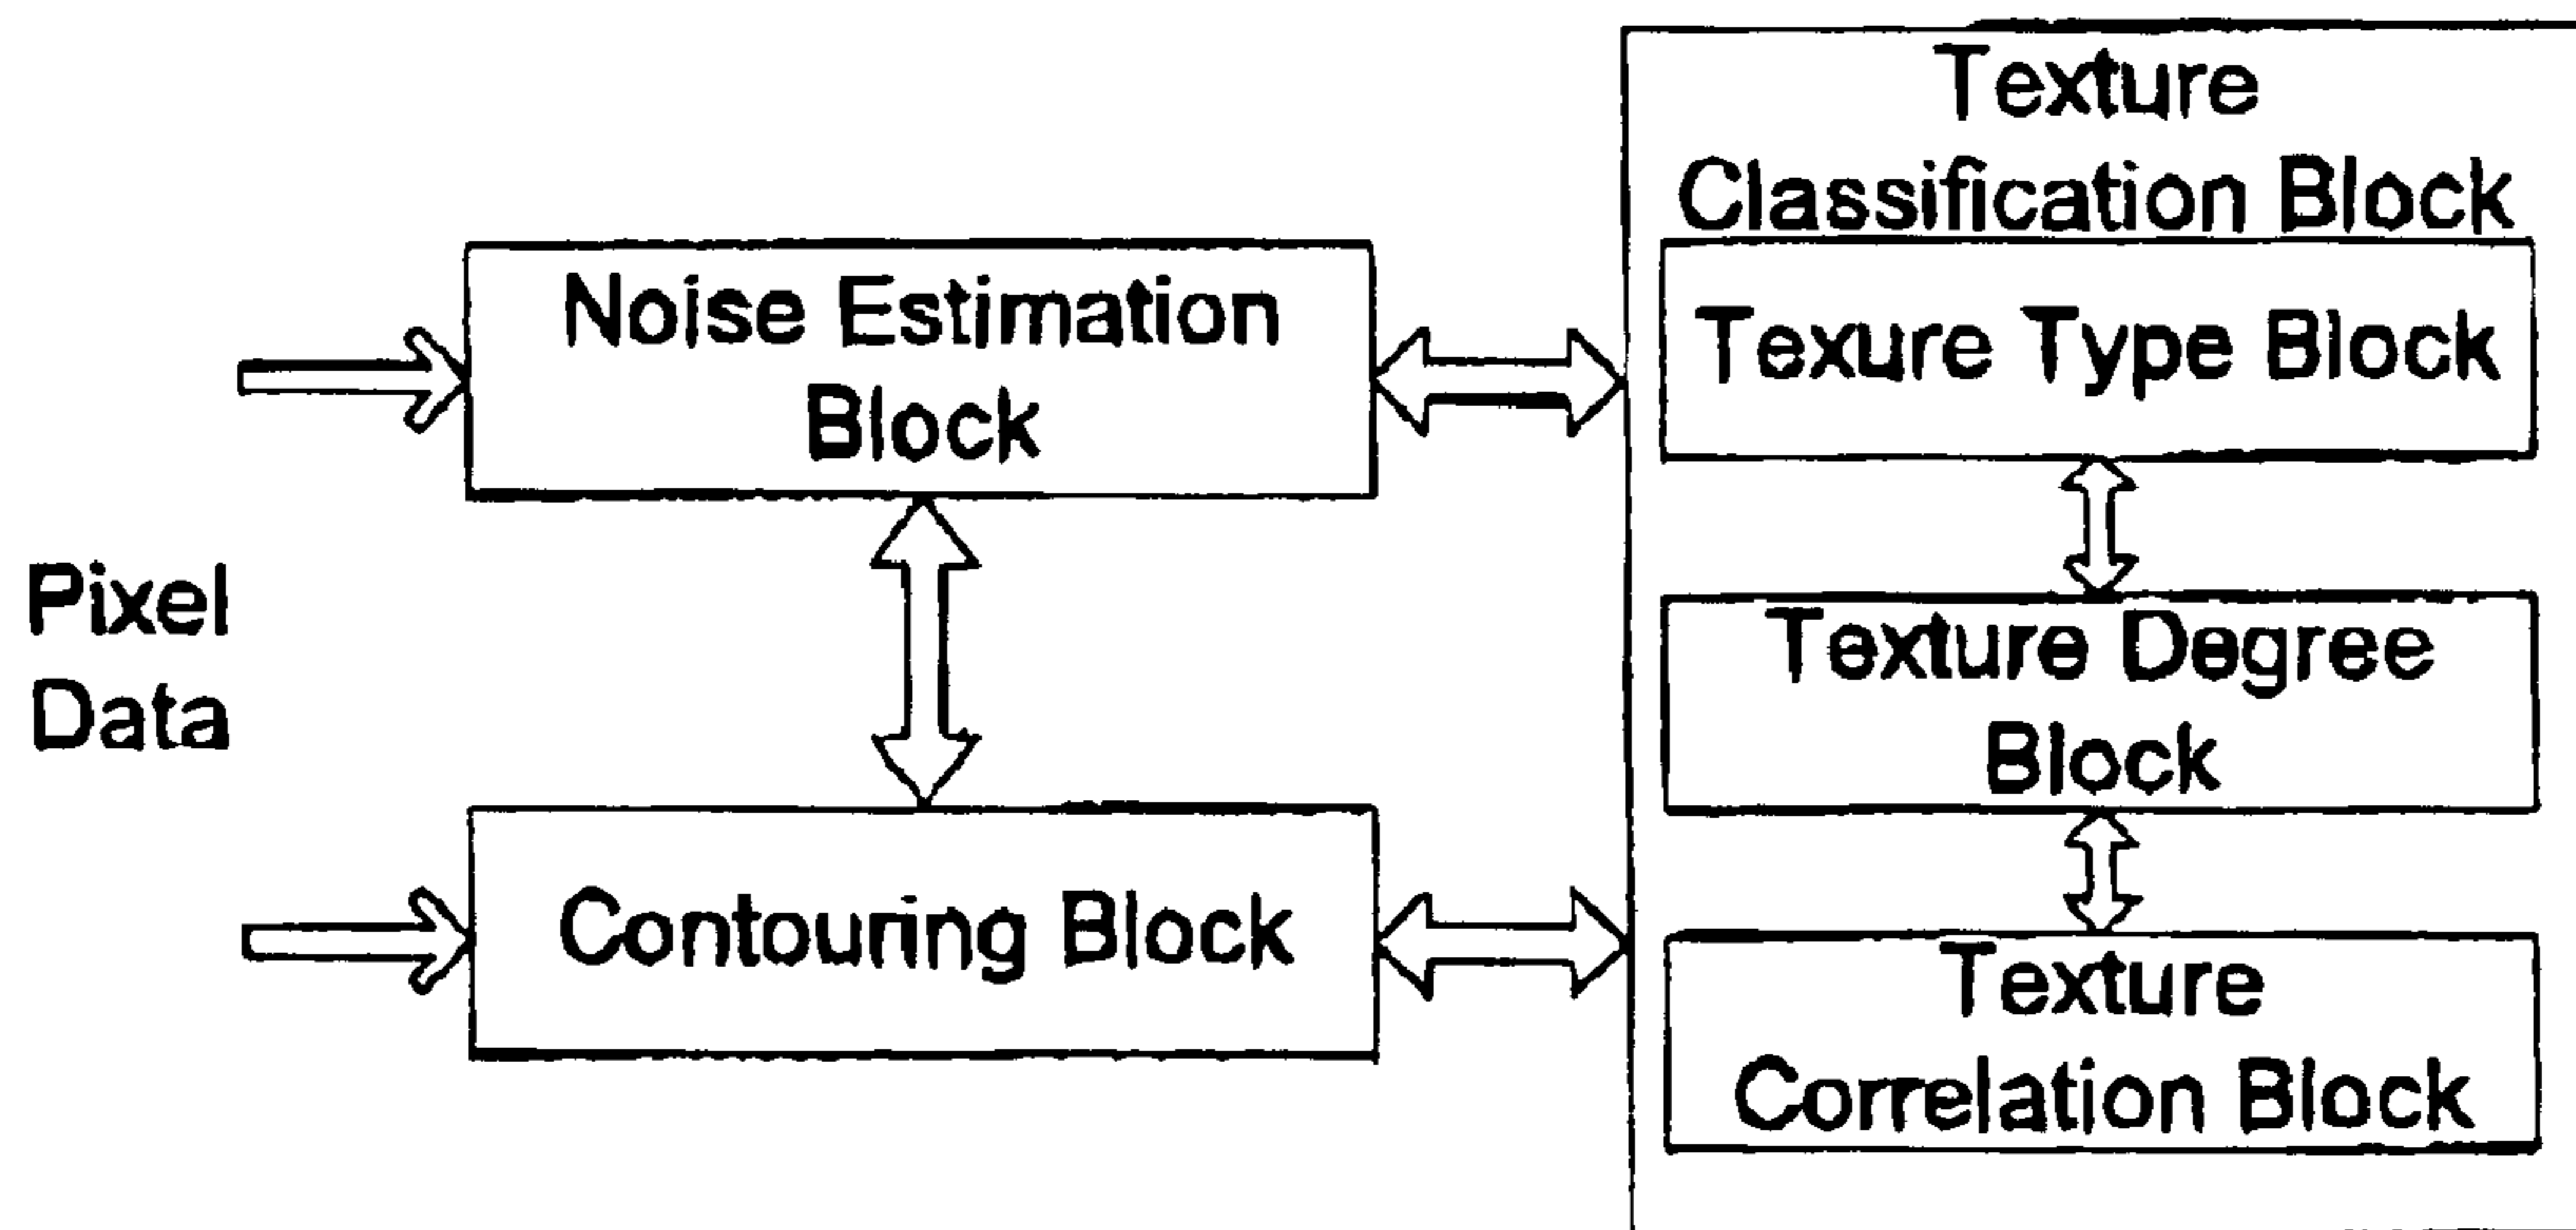 Pixel
Data
Noise Estimation
Block
Contouring Block
Texture
Classification Block
Texure Type Block
Texture Degree
Block
Texture
Correlation Block